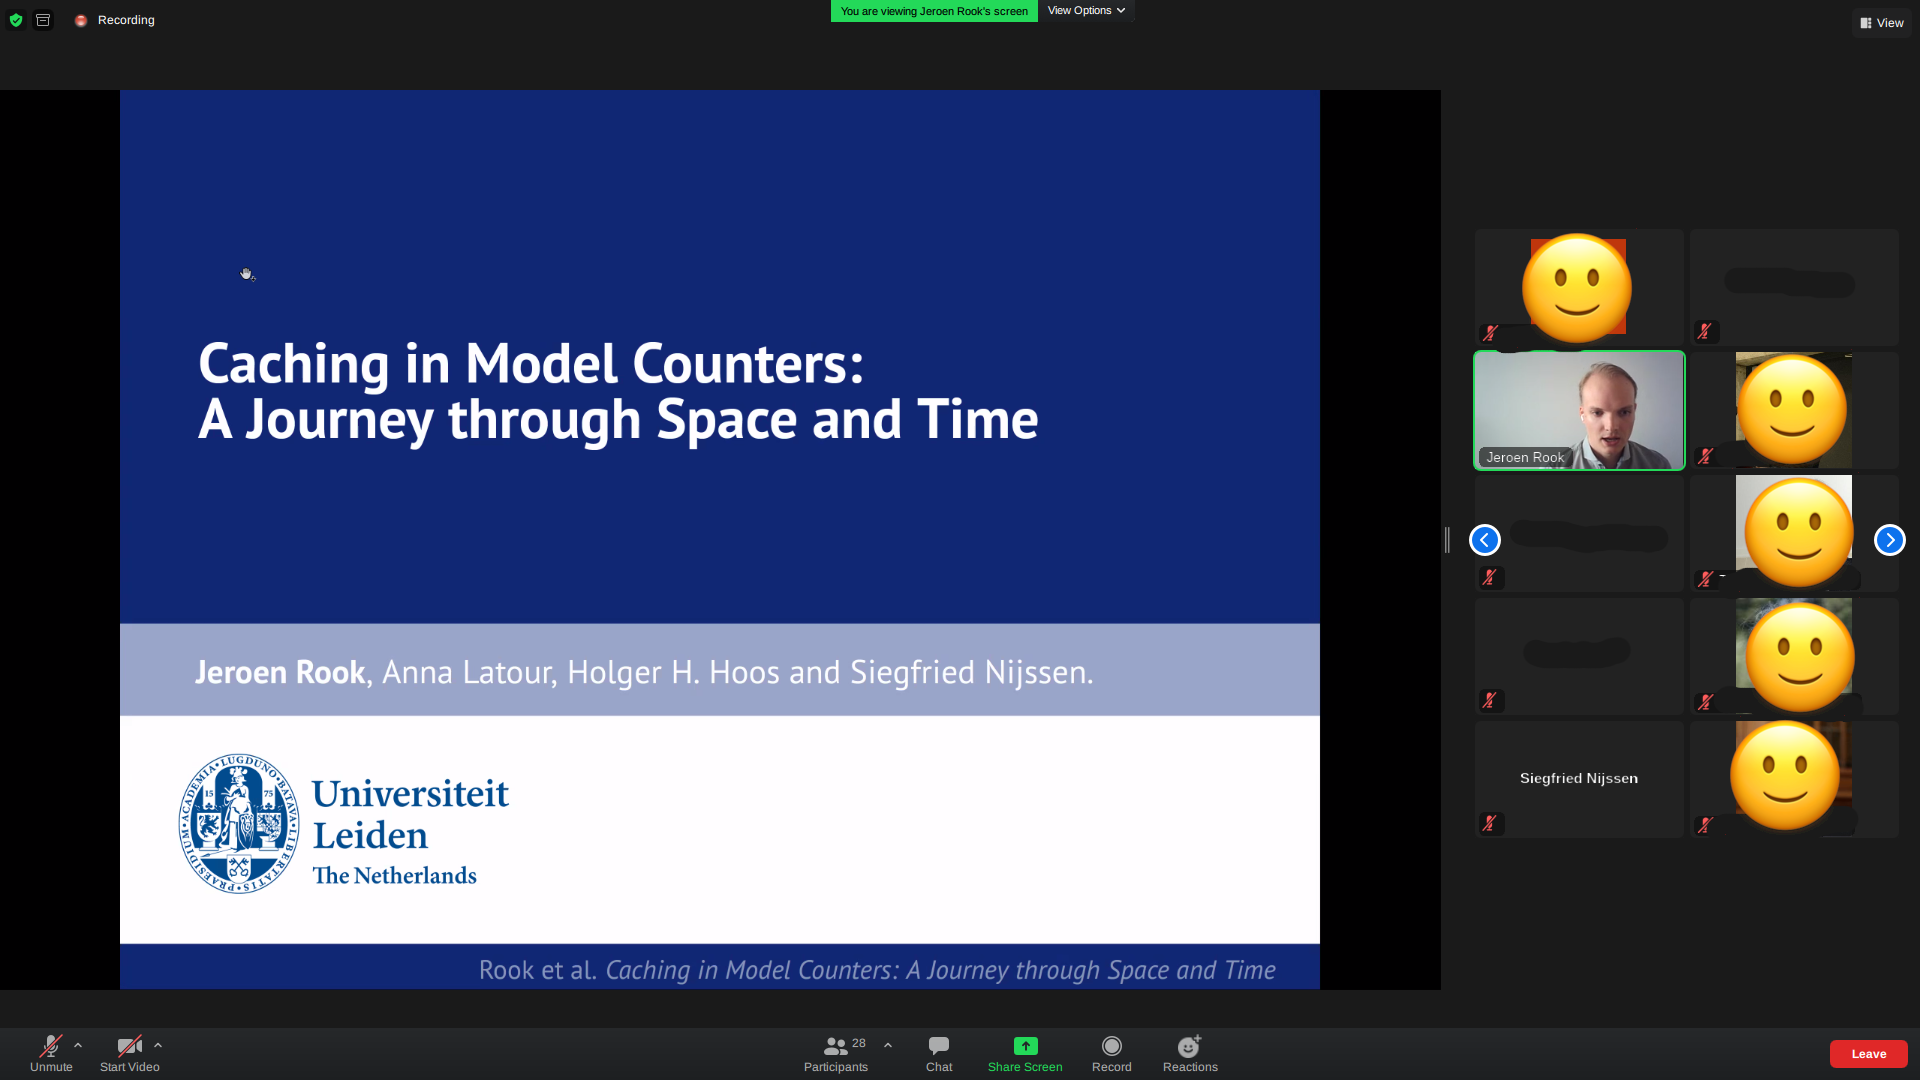 Recording
You are viewing Jeroen Rook's screen
View Options
View
Caching in Model Counters:
A Journey through Space and Time
Jeroen Rook, Anna Latour, Holger H. Hoos and Siegfried Nijssen.
ACADEMIA·LUGDUNO·BATAVA·LIBERTATIS·PRAESIDIUM
15 75
Universiteit
Leiden
The Netherlands
Rook et al. Caching in Model Counters: A Journey through Space and Time
Jeroen Rook
Siegfried Nijssen
Unmute
Start Video
Participants
28
Chat
Share Screen
Record
Reactions
Leave